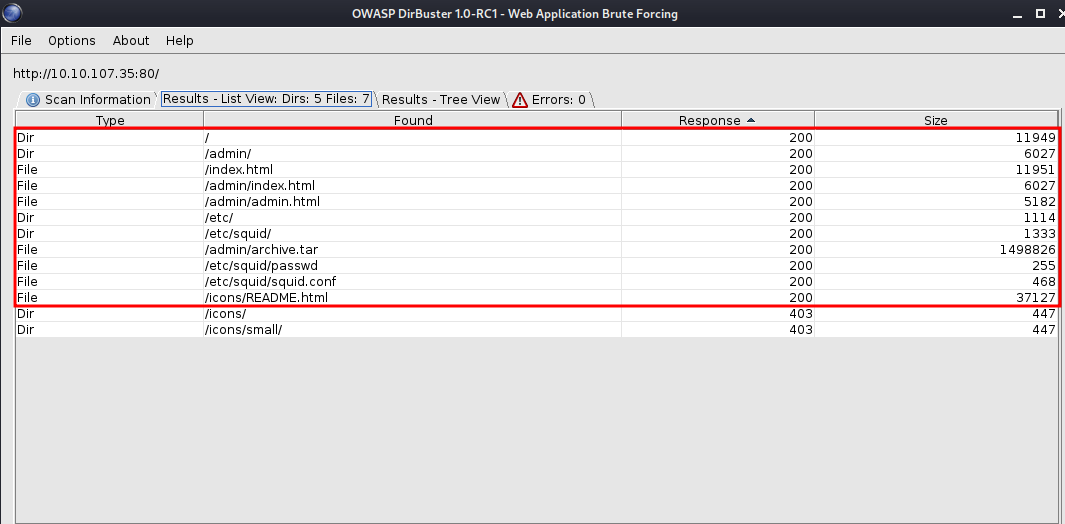 OWASP DirBuster 1.0-RC1 - Web Application Brute Forcing
File Options About Help
http://10.10.107.35:80/
Scan Information Results - List View: Dirs: 5 Files: 7 Results - Tree View Errors: 0
Type Found Response Size
Dir / 200 11949
Dir /admin/ 200 6027
File /index.html 200 11951
File /admin/index.html 200 6027
File /admin/admin.html 200 5182
Dir /etc/ 200 1114
Dir /etc/squid/ 200 1333
File /admin/archive.tar 200 1498826
File /etc/squid/passwd 200 255
File /etc/squid/squid.conf 200 468
File /icons/README.html 200 37127
Dir /icons/ 403 447
Dir /icons/small/ 403 447